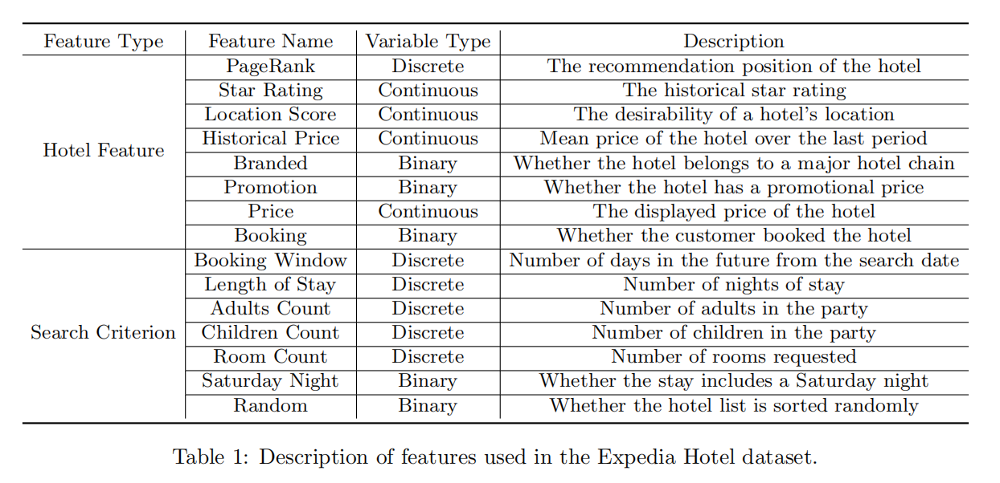 Feature Type Feature Name Variable Type Description
PageRank Discrete The recommendation position of the hotel
Star Rating Continuous The historical star rating
Location Score Continuous The desirability of a hotel's location
Historical Price Continuous Mean price of the hotel over the last period
Hotel Feature
Branded Binary Whether the hotel belongs to a major hotel chain
Promotion Binary Whether the hotel has a promotional price
Price Continuous The displayed price of the hotel
Booking Binary Whether the customer booked the hotel
Booking Window Discrete Number of days in the future from the search date
Length of Stay Discrete Number of nights of stay
Adults Count Discrete Number of adults in the party
Search Criterion Children Count Discrete Number of children in the party
Room Count Discrete Number of rooms requested
Saturday Night Binary Whether the stay includes a Saturday night
Random Binary Whether the hotel list is sorted randomly
Table 1: Description of features used in the Expedia Hotel dataset.